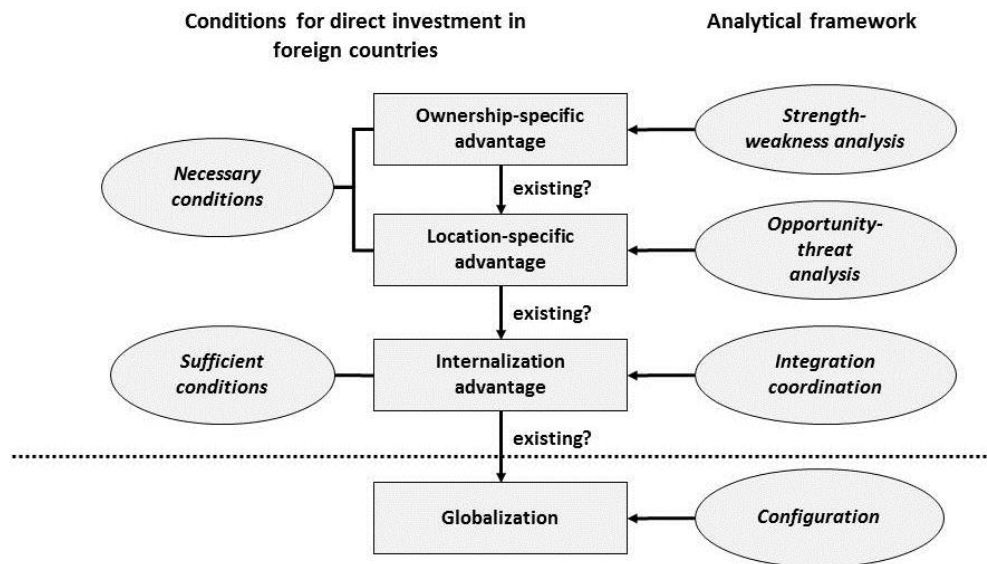 Conditions for direct investment in
foreign countries
Analytical framework
Ownership-specific
advantage
Strength-
weakness analysis
Necessary
conditions
existing?
Location-specific
advantage
Opportunity-
threat
analysis
existing?
Sufficient
conditions
Internalization
advantage
Integration
coordination
existing?
Globalization
Configuration